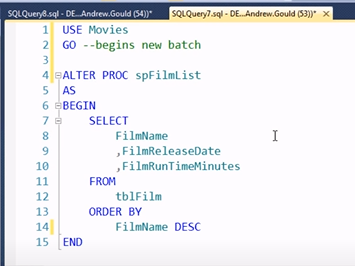 SQLQuery8.sql - DE...Andrew.Gould (54))* SQLQuery7.sql - DE...Andrew.Gould (53))*
1 USE Movies
2 GO --begins new batch
3
4 ALTER PROC spFilmList
5 AS
6 BEGIN
7 SELECT
8 FilmName
9 ,FilmReleaseDate
10 ,FilmRunTimeMinutes
11 FROM
12 tblFilm
13 ORDER BY
14 FilmName DESC
15 END